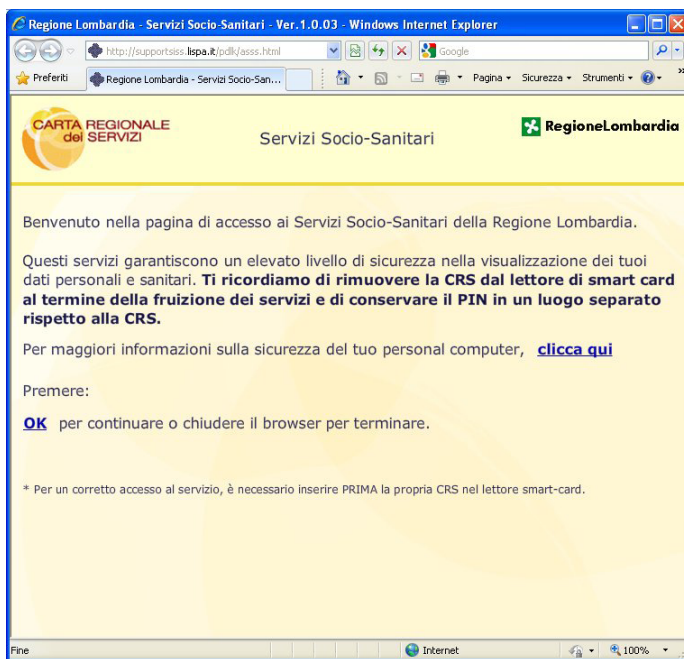 Regione Lombardia - Servizi Socio-Sanitari - Ver.1.0.03 - Windows Internet Explorer
http://supportsiss.lispa.it/pdlk/asss.html
Google
Preferiti
Regione Lombardia - Servizi Socio-San...
Pagina
Sicurezza
Strumenti
CARTA REGIONALE
dei SERVIZI
Servizi Socio-Sanitari
RegioneLombardia
Benvenuto nella pagina di accesso ai Servizi Socio-Sanitari della Regione Lombardia.
Questi servizi garantiscono un elevato livello di sicurezza nella visualizzazione dei tuoi
dati personali e sanitari. Ti ricordiamo di rimuovere la CRS dal lettore di smart card
al termine della fruizione dei servizi e di conservare il PIN in un luogo separato
rispetto alla CRS.
Per maggiori informazioni sulla sicurezza del tuo personal computer, clicca qui
Premere:
OK per continuare o chiudere il browser per terminare.
* Per un corretto accesso al servizio, è necessario inserire PRIMA la propria CRS nel lettore smart-card.
Fine
Internet
100%